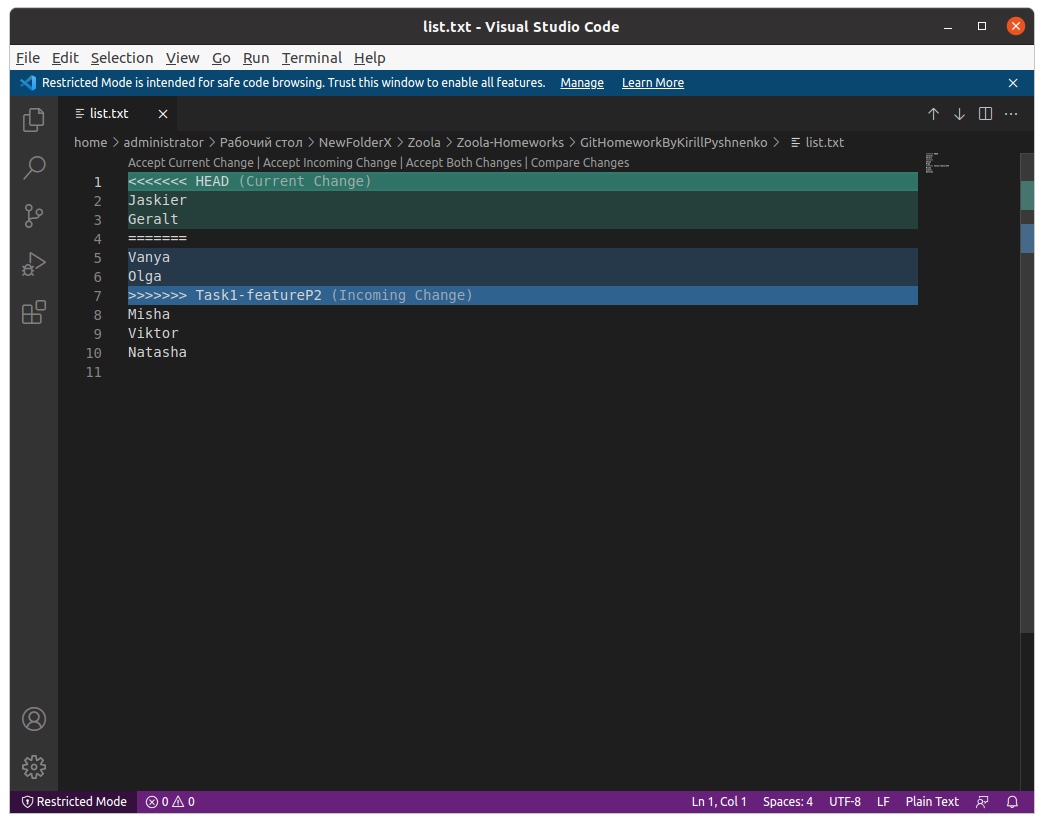 list.txt - Visual Studio Code
File Edit Selection View Go Run Terminal Help
Restricted Mode is intended for safe code browsing. Trust this window to enable all features. Manage Learn More
list.txt
home > administrator > Рабочий стол > NewFolderX > Zoola > Zoola-Homeworks > GitHomeworkByKirillPyshnenko > list.txt
Accept Current Change | Accept Incoming Change | Accept Both Changes | Compare Changes
1 <<<<<<< HEAD (Current Change)
2 Jaskier
3 Geralt
4 =======
5 Vanya
6 Olga
7 >>>>>>> Task1-featureP2 (Incoming Change)
8 Misha
9 Viktor
10 Natasha
11
Restricted Mode 0 0 Ln 1, Col 1 Spaces: 4 UTF-8 LF Plain Text